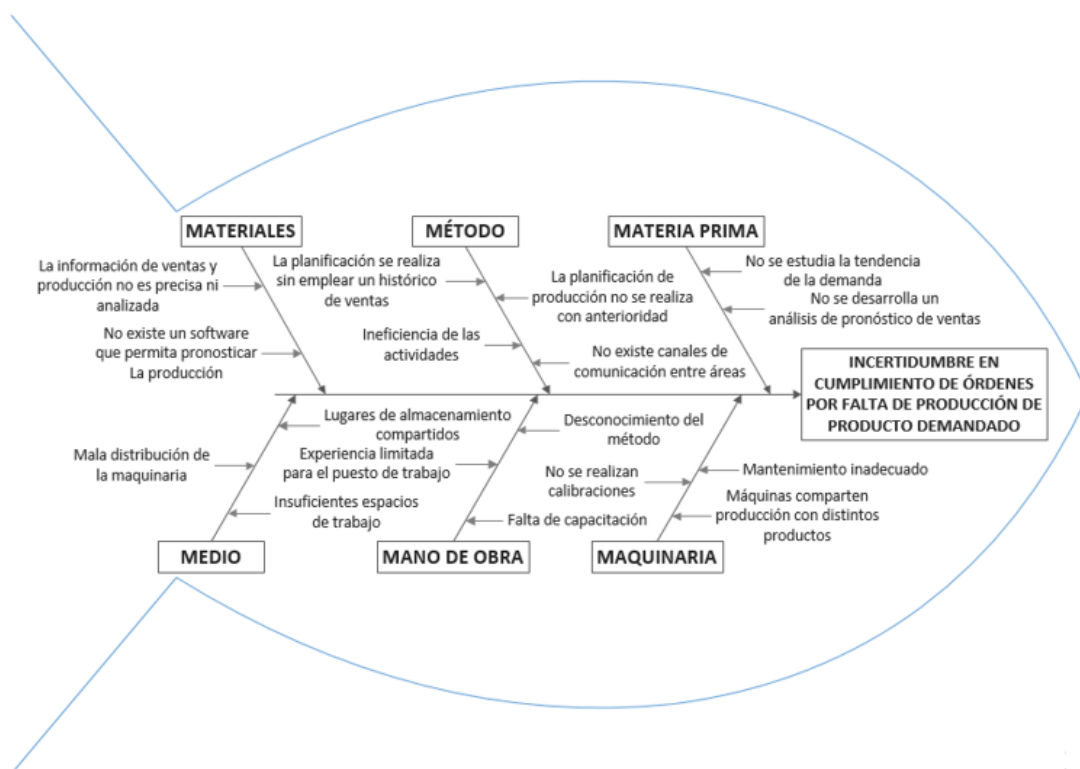 MATERIALES
MÉTODO
MATERIA PRIMA
La información de ventas y
producción no es precisa ni
analizada
No existe un software
que permita pronosticar
La producción
La planificación se realiza
sin emplear un histórico
de ventas
Ineficiencia de las
actividades
La planificación de
producción no se realiza
con anterioridad
No existe canales de
comunicación entre áreas
No se estudia la tendencia
de la demanda
No se desarrolla un
análisis de pronóstico de ventas
INCERTIDUMBRE EN
CUMPLIMIENTO DE ÓRDENES
POR FALTA DE PRODUCCIÓN DE
PRODUCTO DEMANDADO
Lugares de almacenamiento
compartidos
Mala distribución de
la maquinaria
Insuficientes espacios
de trabajo
Desconocimiento del
método
Experiencia limitada
para el puesto de trabajo
Falta de capacitación
No se realizan
calibraciones
Mantenimiento inadecuado
Máquinas comparten
producción con distintos
productos
MEDIO
MANO DE OBRA
MAQUINARIA